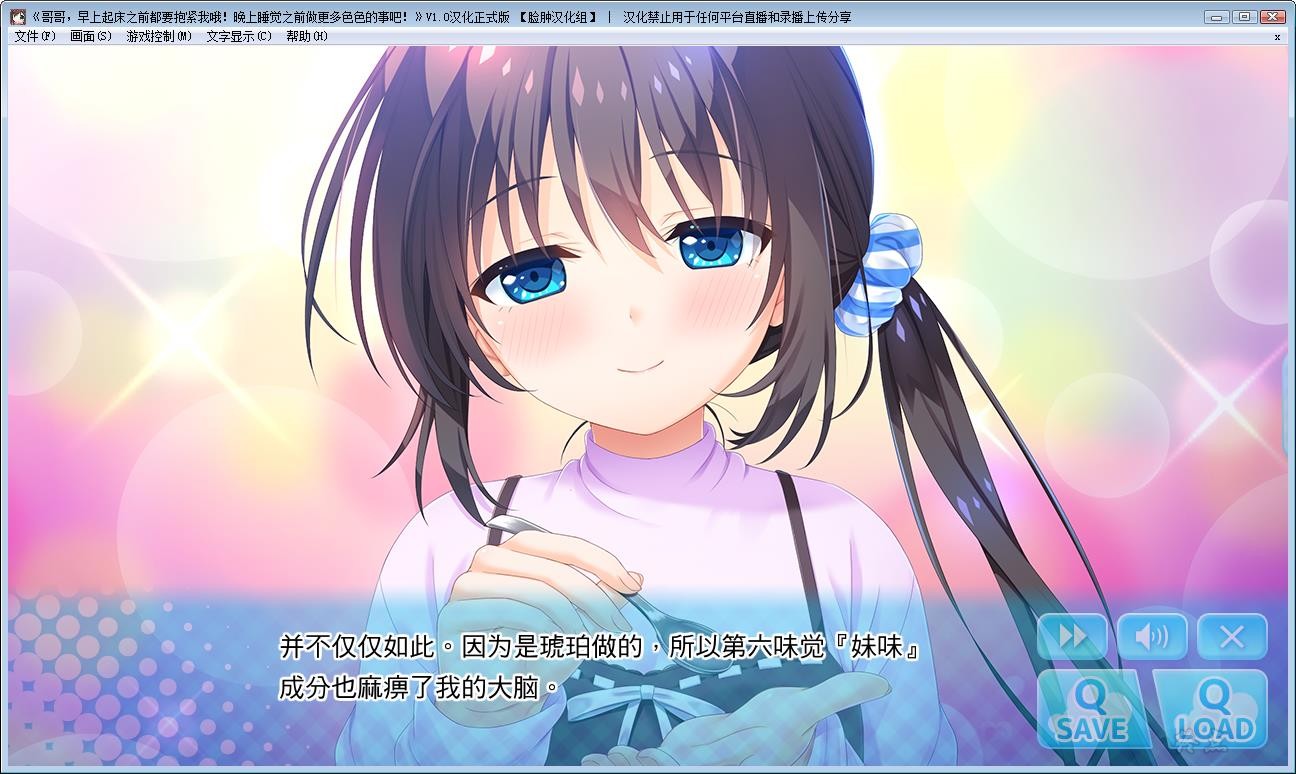 《哥哥，早上起床之前都要抱紧我哦！晚上睡觉之前做更多色色的事吧！》V1.0汉化正式版 【脸肿汉化组】 | 汉化禁止用于任何平台直播和录播上传分享
文件(F) 画面(S) 游戏控制(M) 文字显示(C) 帮助(H)
并不仅仅如此。因为是琥珀做的，所以第六味觉『妹味』
成分也麻痹了我的大脑。
Q SAVE
Q LOAD